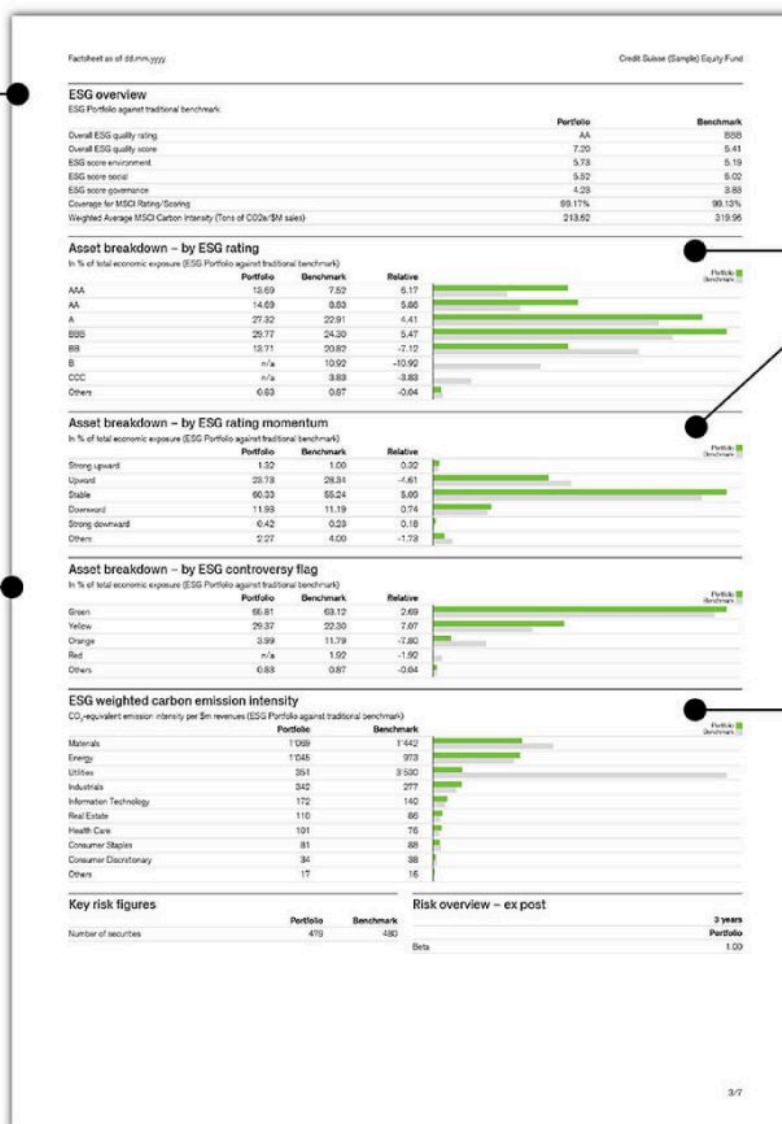 Factsheet as of dd.mm.yyyy Credit Suisse (Sample) Equity Fund
ESG overview
ESG Portfolio against traditional benchmark
Portfolio Benchmark
Overall ESG quality rating AA BBB
Overall ESG quality score 7.20 5.41
ESG score environment 5.73 5.19
ESG score social 5.52 5.02
ESG score governance 4.23 3.83
Coverage for MSCI Rating/Scoring 99.17% 99.13%
Weighted Average MSCI Carbon Intensity (Tons of CO2e/$M sales) 213.62 319.96
Asset breakdown – by ESG rating
In % of total economic exposure (ESG Portfolio against traditional benchmark)
Portfolio Benchmark Relative
Portfolio
Benchmark
AAA 13.69 7.52 6.17
AA 14.69 8.83 5.86
A 27.32 22.91 4.41
BBB 29.77 24.30 5.47
BB 13.71 20.82 -7.12
B n/a 10.92 -10.92
CCC n/a 3.83 -3.83
Others 0.83 0.87 -0.04
Asset breakdown – by ESG rating momentum
In % of total economic exposure (ESG Portfolio against traditional benchmark)
Portfolio Benchmark Relative
Portfolio
Benchmark
Strong upward 1.32 1.00 0.32
Upward 23.73 28.34 -4.61
Stable 60.33 55.24 5.09
Downward 11.93 11.19 0.74
Strong downward 0.42 0.23 0.18
Others 2.27 4.00 -1.73
Asset breakdown – by ESG controversy flag
In % of total economic exposure (ESG Portfolio against traditional benchmark)
Portfolio Benchmark Relative
Portfolio
Benchmark
Green 65.81 63.12 2.69
Yellow 29.37 22.30 7.07
Orange 3.99 11.79 -7.80
Red n/a 1.92 -1.92
Others 0.83 0.87 -0.04
ESG weighted carbon emission intensity
CO₂-equivalent emission intensity per $m revenues (ESG Portfolio against traditional benchmark)
Portfolio Benchmark
Portfolio
Benchmark
Materials 1'069 1'442
Energy 1'045 973
Utilities 351 3'530
Industrials 342 277
Information Technology 172 140
Real Estate 110 86
Health Care 101 76
Consumer Staples 81 88
Consumer Discretionary 34 38
Others 17 16
Key risk figures
Portfolio Benchmark
Number of securities 479 480
Risk overview – ex post
3 years
Portfolio
Beta 1.00
3/7